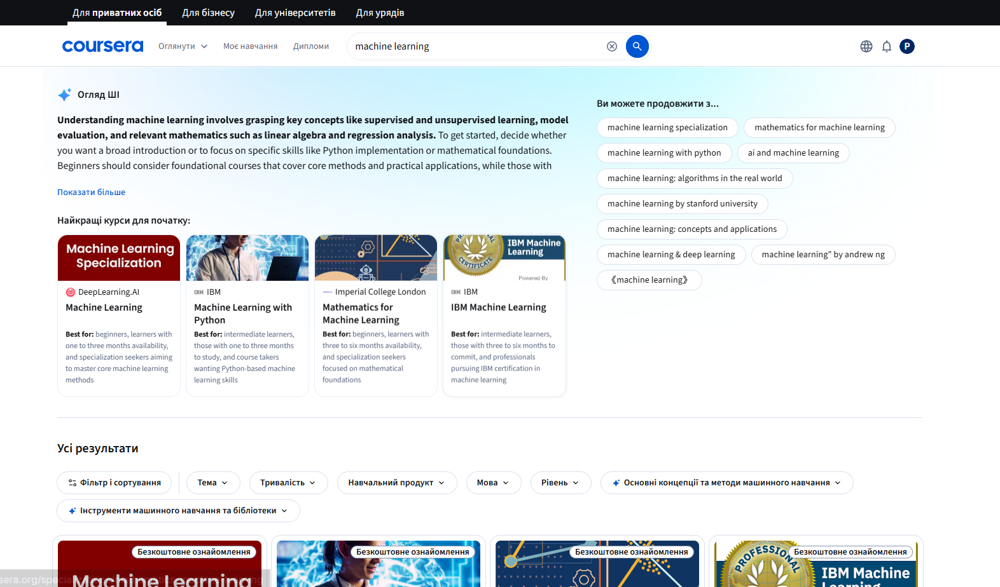 Для приватних осіб
Для бізнесу
Для університетів
Для урядів
coursera
Оглянути
Моє навчання
Дипломи
machine learning
P
Огляд ШІ
Understanding machine learning involves grasping key concepts like supervised and unsupervised learning, model
evaluation, and relevant mathematics such as linear algebra and regression analysis. To get started, decide whether
you want a broad introduction or to focus on specific skills like Python implementation or mathematical foundations.
Beginners should consider foundational courses that cover core methods and practical applications, while those with
Показати більше
Ви можете продовжити з...
machine learning specialization
mathematics for machine learning
machine learning with python
ai and machine learning
machine learning: algorithms in the real world
machine learning by stanford university
machine learning: concepts and applications
machine learning & deep learning
machine learning” by andrew ng
《machine learning》
Найкращі курси для початку:
Machine Learning
Specialization
DeepLearning.AI
Machine Learning
Best for: beginners, learners with
one to three months availability,
and specialization seekers aiming
to master core machine learning
methods
IBM
IBM
Machine Learning with
Python
Best for: intermediate learners,
those with one to three months
to study, and course takers
wanting Python-based machine
learning skills
Imperial College London
Mathematics for
Machine Learning
Best for: beginners, learners with
three to six months availability,
and specialization seekers
focused on mathematical
foundations
PROFESSIONAL
CERTIFICATE
IBM Machine
Learning
Powered By
IBM
IBM
IBM Machine Learning
Best for: intermediate learners,
those with three to six months to
commit, and professionals
pursuing IBM certification in
machine learning
Усі результати
Фільтр і сортування
Тема
Тривалість
Навчальний продукт
Мова
Рівень
Основні концепції та методи машинного навчання
Інструменти машинного навчання та бібліотеки
Безкоштовне ознайомлення
Machine Learning
Безкоштовне ознайомлення
Безкоштовне ознайомлення
Безкоштовне ознайомлення
PROFESSIONAL
IBM Machine
Learning